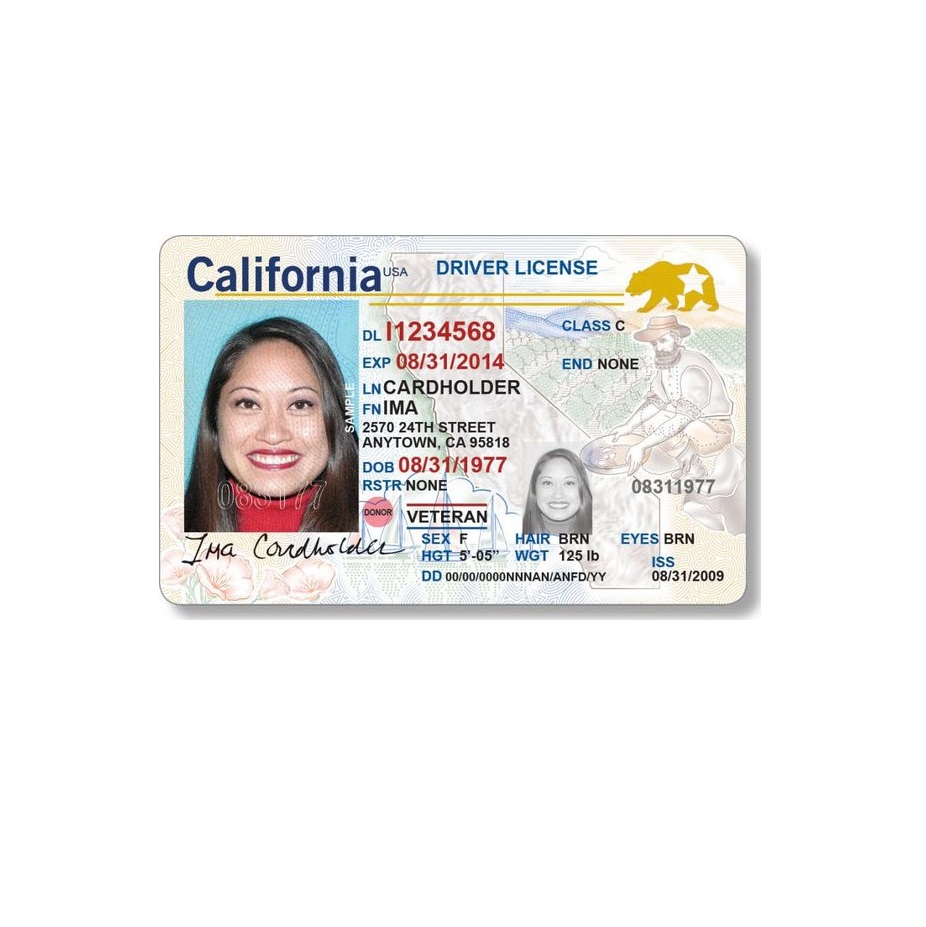 California USA DRIVER LICENSE
DL I1234568 CLASS C
EXP 08/31/2014 END NONE
LN CARDHOLDER
FN IMA
2570 24TH STREET
ANYTOWN, CA 95818
DOB 08/31/1977
RSTR NONE 08311977
SAMPLE
083177
DONOR VETERAN
Ima Cardholder
SEX F HAIR BRN EYES BRN
HGT 5'-05" WGT 125 lb ISS
DD 00/00/0000NNNAN/ANFD/YY 08/31/2009